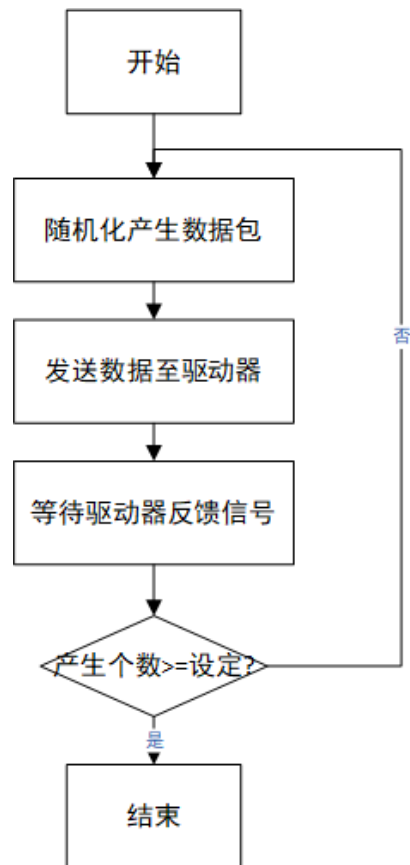 开始
随机化产生数据包
发送数据至驱动器
否
等待驱动器反馈信号
产生个数>=设定?
是
结束